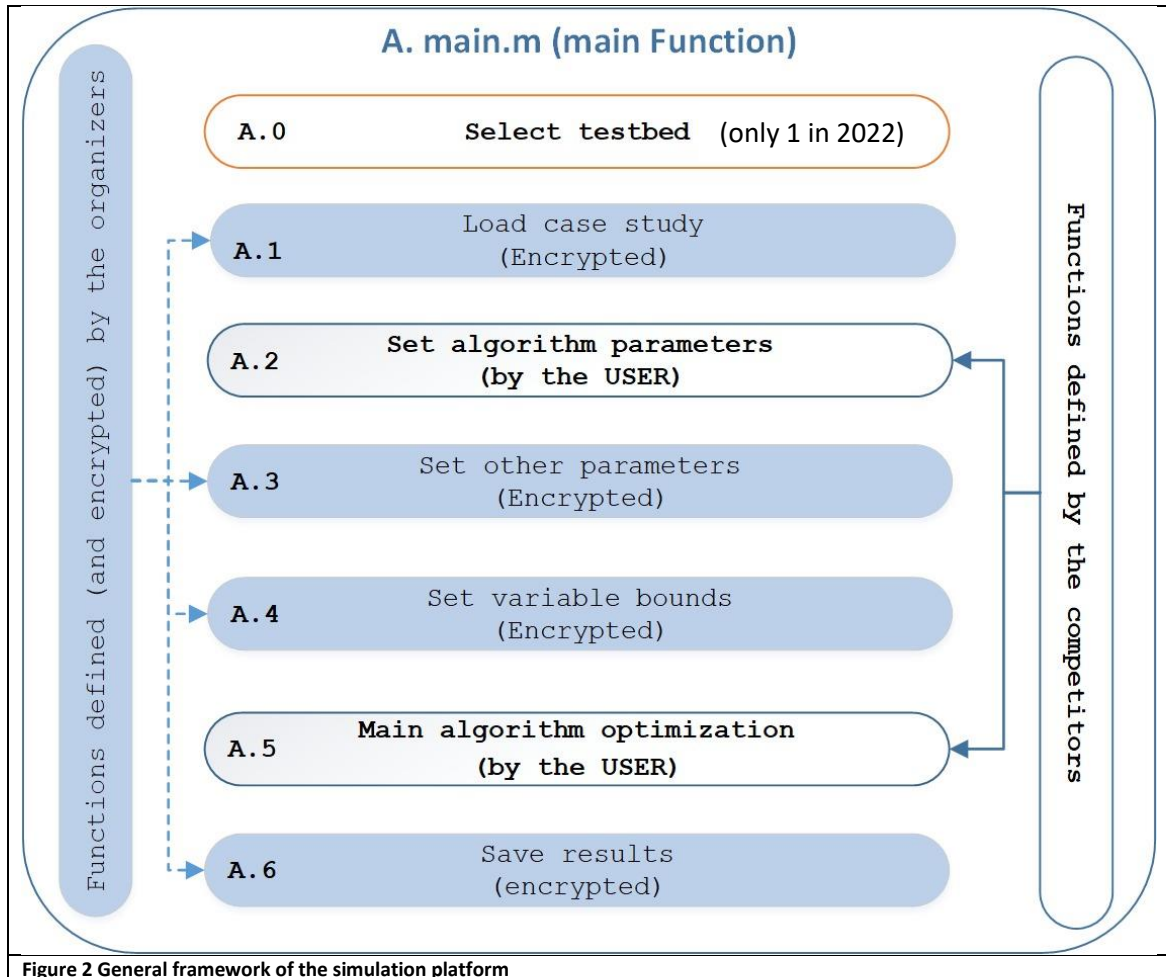 A. main.m (main Function)
Functions defined (and encrypted) by the organizers
A.0 Select testbed (only 1 in 2022)
A.1 Load case study
(Encrypted)
A.2 Set algorithm parameters
(by the USER)
A.3 Set other parameters
(Encrypted)
A.4 Set variable bounds
(Encrypted)
A.5 Main algorithm optimization
(by the USER)
A.6 Save results
(encrypted)
Functions defined by the competitors
Figure 2 General framework of the simulation platform